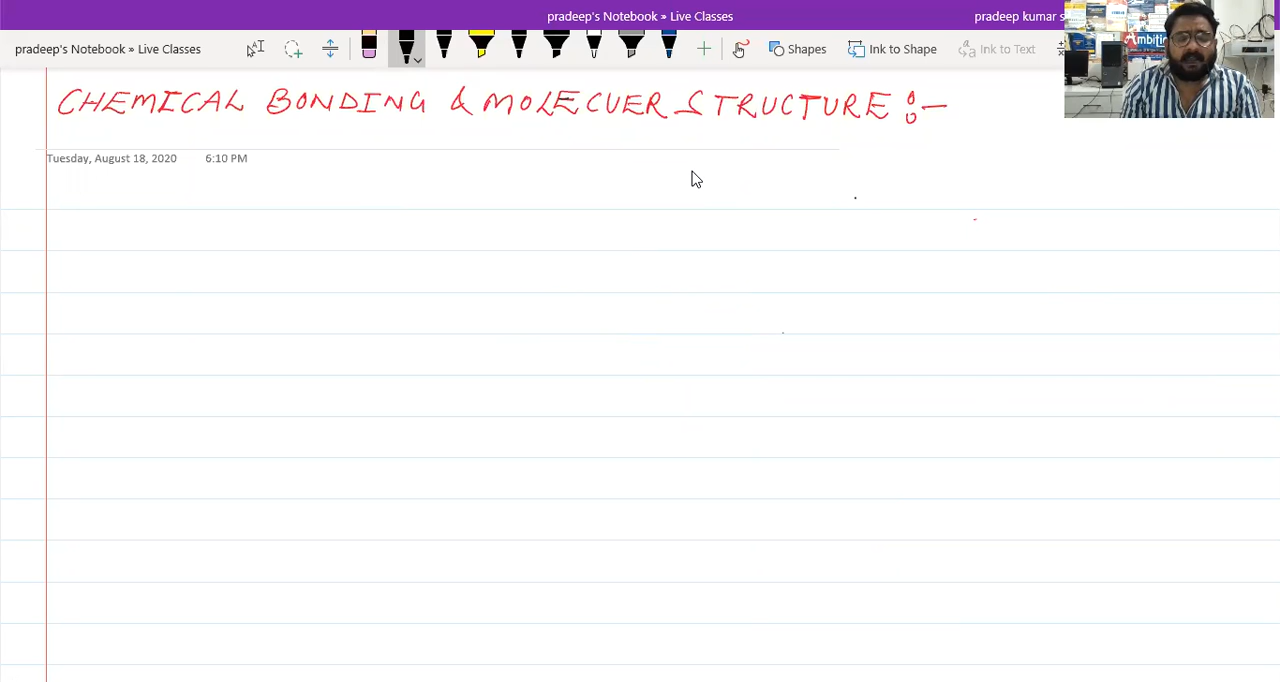 pradeep's Notebook » Live Classes
pradeep kumar s
pradeep's Notebook » Live Classes
Shapes
Ink to Shape
Ink to Text
Ambitio
CHEMICAL BONDING & MOLECUER STRUCTURE :-
Tuesday, August 18, 2020 6:10 PM